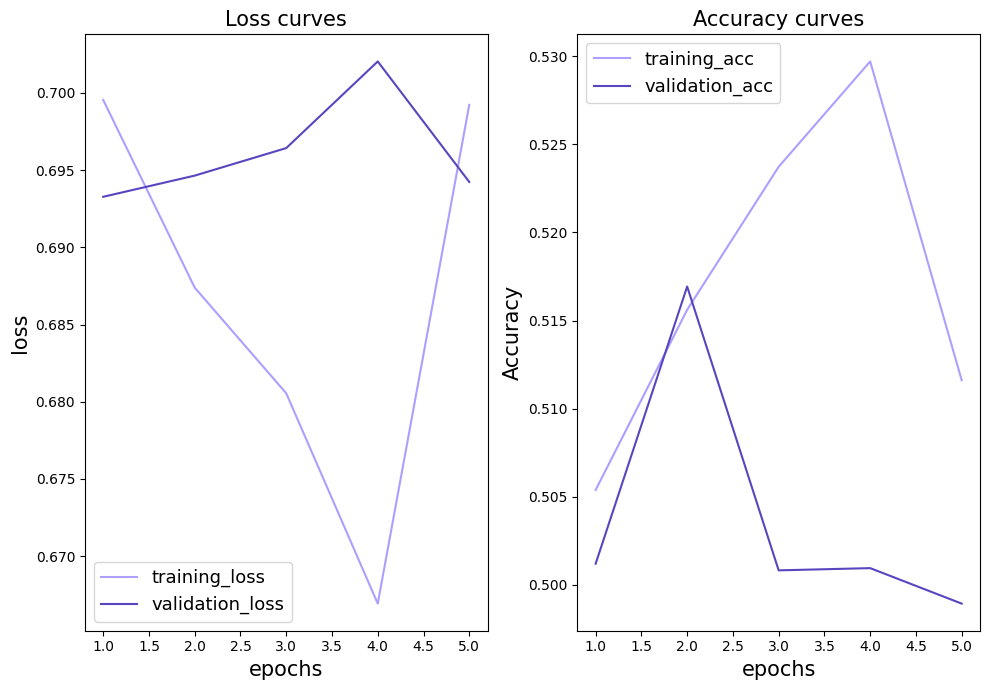 Loss curves
0.700
0.695
0.690
0.685
0.680
0.675
0.670
loss
training_loss
validation_loss
1.0 1.5 2.0 2.5 3.0 3.5 4.0 4.5 5.0
epochs
Accuracy curves
0.530
0.525
0.520
0.515
0.510
0.505
0.500
Accuracy
training_acc
validation_acc
1.0 1.5 2.0 2.5 3.0 3.5 4.0 4.5 5.0
epochs